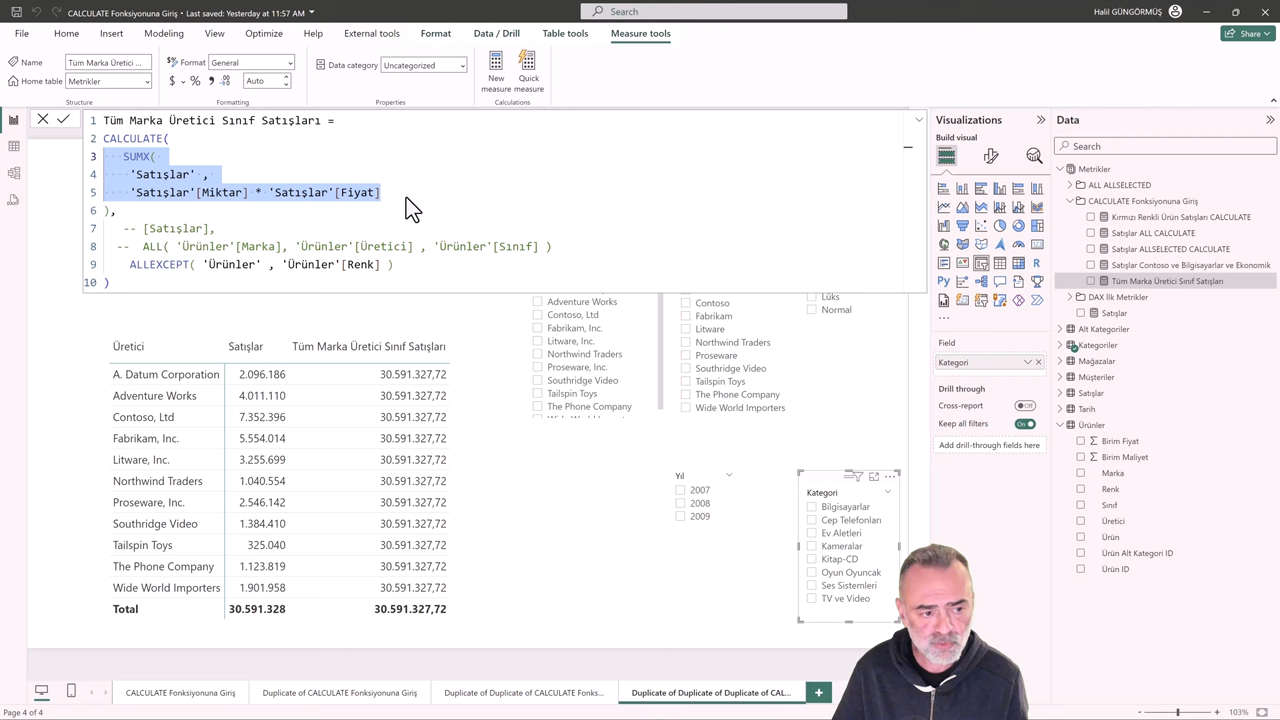 CALCULATE Fonksiyonuna Giriş • Last saved: Today at 11:57 AM
Search
Halil GÜNGÖRMÜŞ
File Home Insert Modeling View Optimize Help External tools Format Data / Drill Table tools Measure tools
Share
Name Tüm Marka Üretici ...
Home table Metrikler
Structure
Format General
$ % Auto
Formatting
Data category Uncategorized
Properties
New measure
Quick measure
Calculations
1 Tüm Marka Üretici Sınıf Satışları =
2 CALCULATE(
3 SUMX(
4 'Satışlar' ,
5 'Satışlar'[Miktar] * 'Satışlar'[Fiyat]
6 ),
7 -- [Satışlar],
8 -- ALL( 'Ürünler'[Marka], 'Ürünler'[Üretici] , 'Ürünler'[Sınıf] )
9 ALLEXCEPT( 'Ürünler' , 'Ürünler'[Renk] )
10 )
Üretici Satışlar Tüm Marka Üretici Sınıf Satışları
A. Datum Corporation 2.096.186 30.591.327,72
Adventure Works 4.011.110 30.591.327,72
Contoso, Ltd 7.352.396 30.591.327,72
Fabrikam, Inc. 5.554.014 30.591.327,72
Litware, Inc. 3.255.699 30.591.327,72
Northwind Traders 1.040.554 30.591.327,72
Proseware, Inc. 2.546.142 30.591.327,72
Southridge Video 1.384.410 30.591.327,72
Tailspin Toys 325.040 30.591.327,72
The Phone Company 1.123.819 30.591.327,72
Wide World Importers 1.901.958 30.591.327,72
Total 30.591.328 30.591.327,72
Adventure Works
Contoso, Ltd
Fabrikam, Inc.
Litware, Inc.
Northwind Traders
Proseware, Inc.
Southridge Video
Tailspin Toys
The Phone Company
Contoso
Fabrikam
Litware
Northwind Traders
Proseware
Southridge Video
Tailspin Toys
The Phone Company
Wide World Importers
Lüks
Normal
Yıl
2007
2008
2009
Kategori
Bilgisayarlar
Cep Telefonları
Ev Aletleri
Kameralar
Kitap-CD
Oyun Oyuncak
Ses Sistemleri
TV ve Video
Visualizations
Build visual
Field
Kategori
Drill through
Cross-report Off
Keep all filters On
Add drill-through fields here
Data
Search
Metrikler
ALL ALLSELECTED
CALCULATE Fonksiyonuna Giriş
Kırmızı Renkli Ürün Satışları CALCULATE
Satışlar ALL CALCULATE
Satışlar ALLSELECTED CALCULATE
Satışlar Contoso ve Bilgisayarlar ve Ekonomik
Tüm Marka Üretici Sınıf Satışları
DAX İlk Metrikler
Satışlar
Alt Kategoriler
Kategoriler
Mağazalar
Müşteriler
Satışlar
Tarih
Ürünler
Birim Fiyat
Birim Maliyet
Marka
Renk
Sınıf
Üretici
Ürün
Ürün Alt Kategori ID
Ürün ID
CALCULATE Fonksiyonuna Giriş
Duplicate of CALCULATE Fonksiyonuna Giriş
Duplicate of Duplicate of CALCULATE Fonks...
Duplicate of Duplicate of Duplicate of CAL...
Page 4 of 4
103%